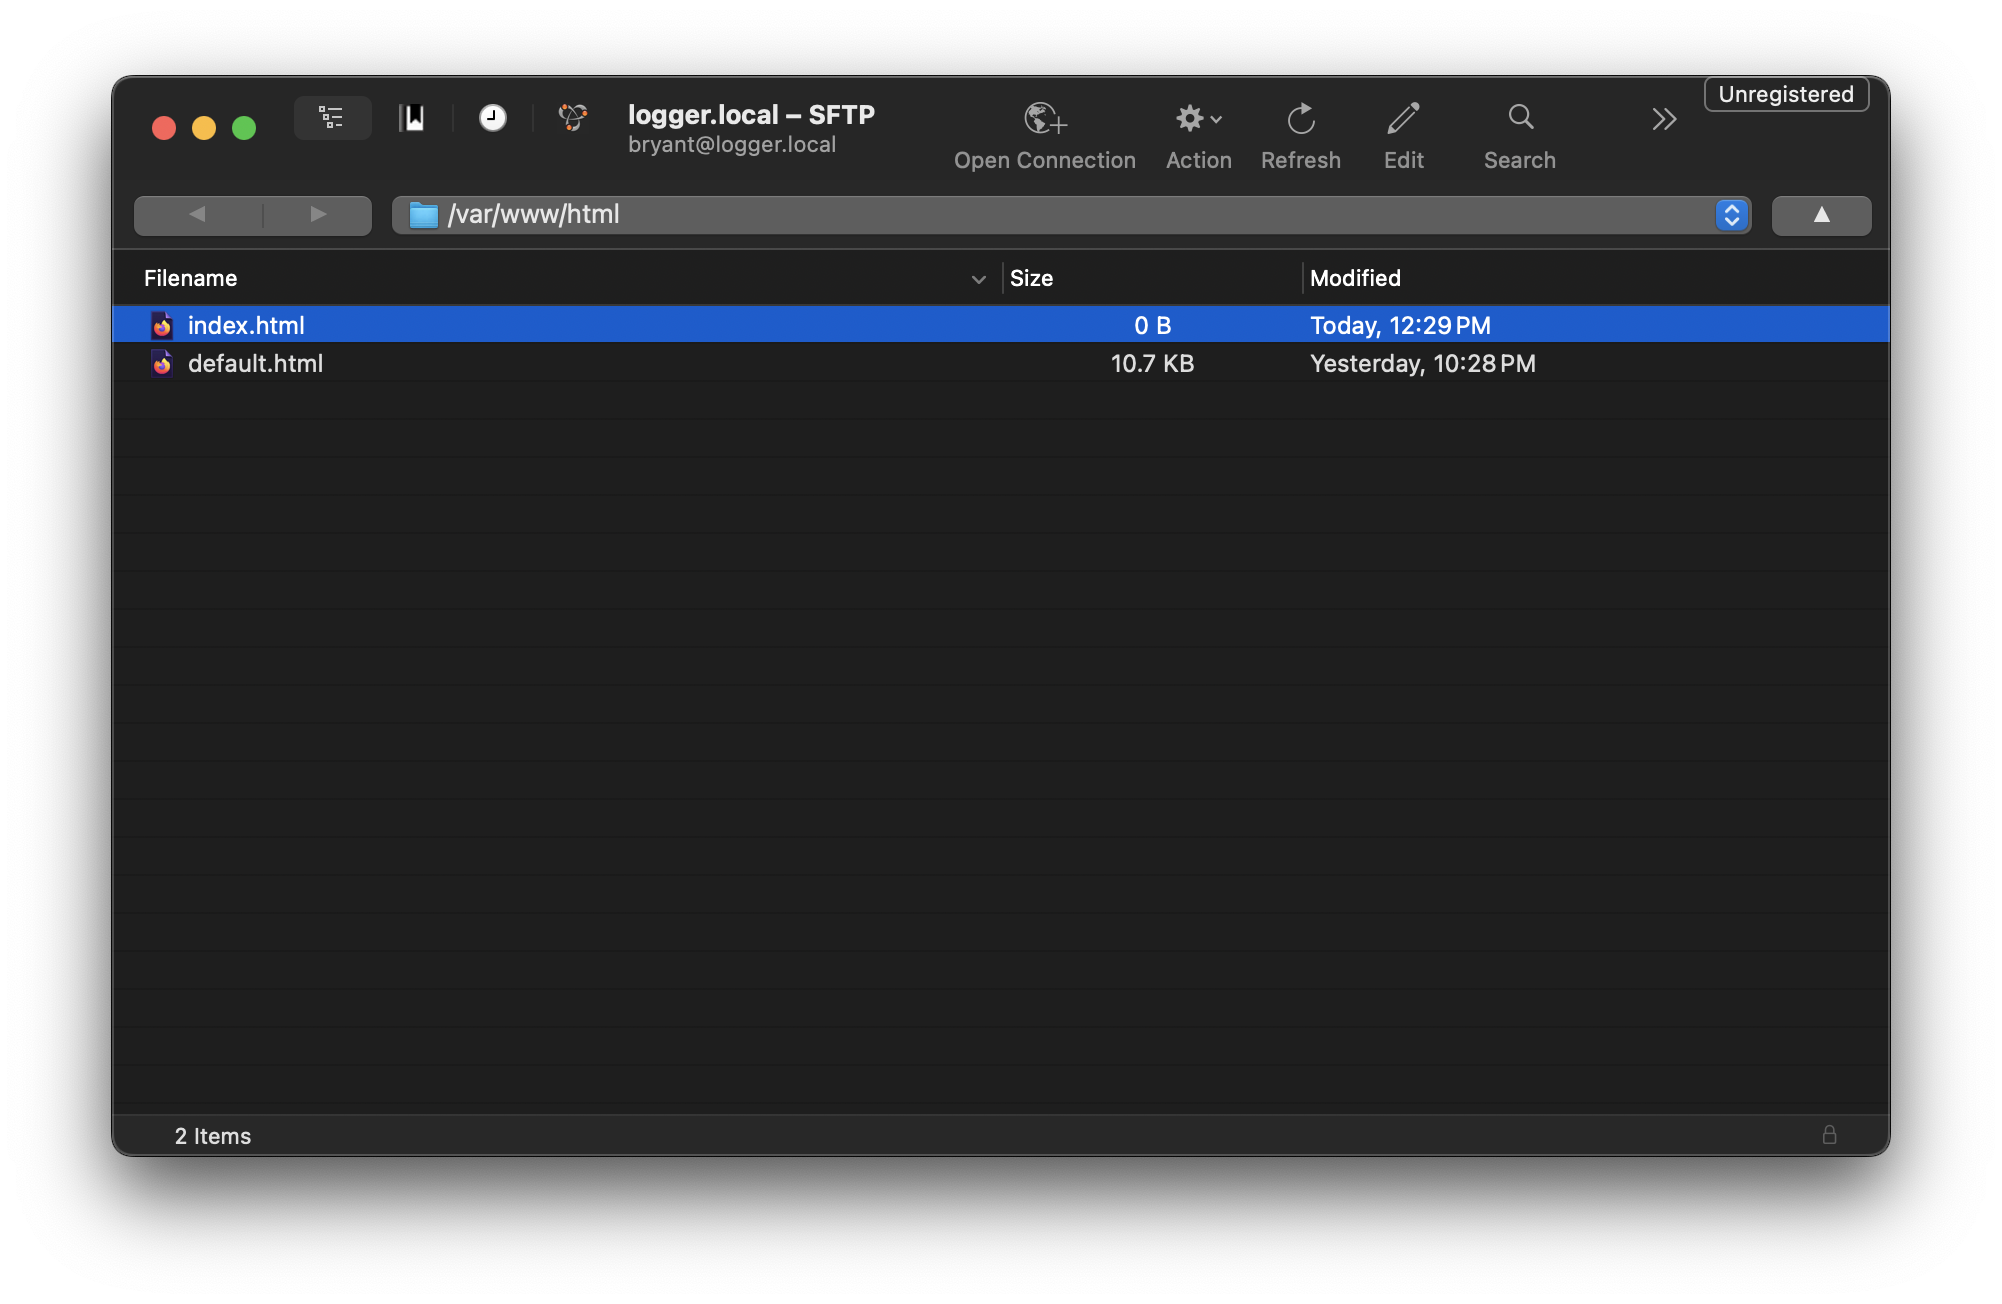 logger.local – SFTP
bryant@logger.local
Unregistered
Open Connection Action Refresh Edit Search
/var/www/html
Filename Size Modified
index.html 0 B Today, 12:29 PM
default.html 10.7 KB Yesterday, 10:28 PM
2 Items